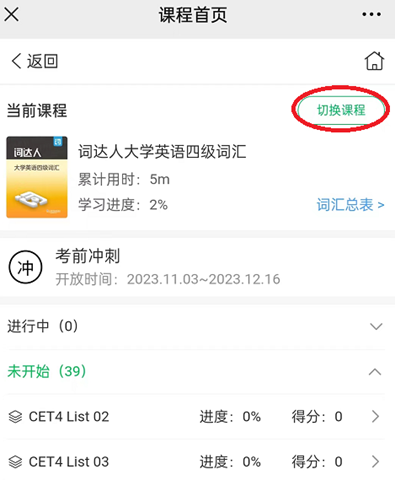 课程首页
返回
当前课程
切换课程
词达人
大学英语四级词汇
词达人大学英语四级词汇
累计用时：5m
学习进度：2%
词汇总表 >
冲
考前冲刺
开放时间：2023.11.03~2023.12.16
进行中（0）
未开始（39）
CET4 List 02 进度：0% 得分：0
CET4 List 03 进度：0% 得分：0